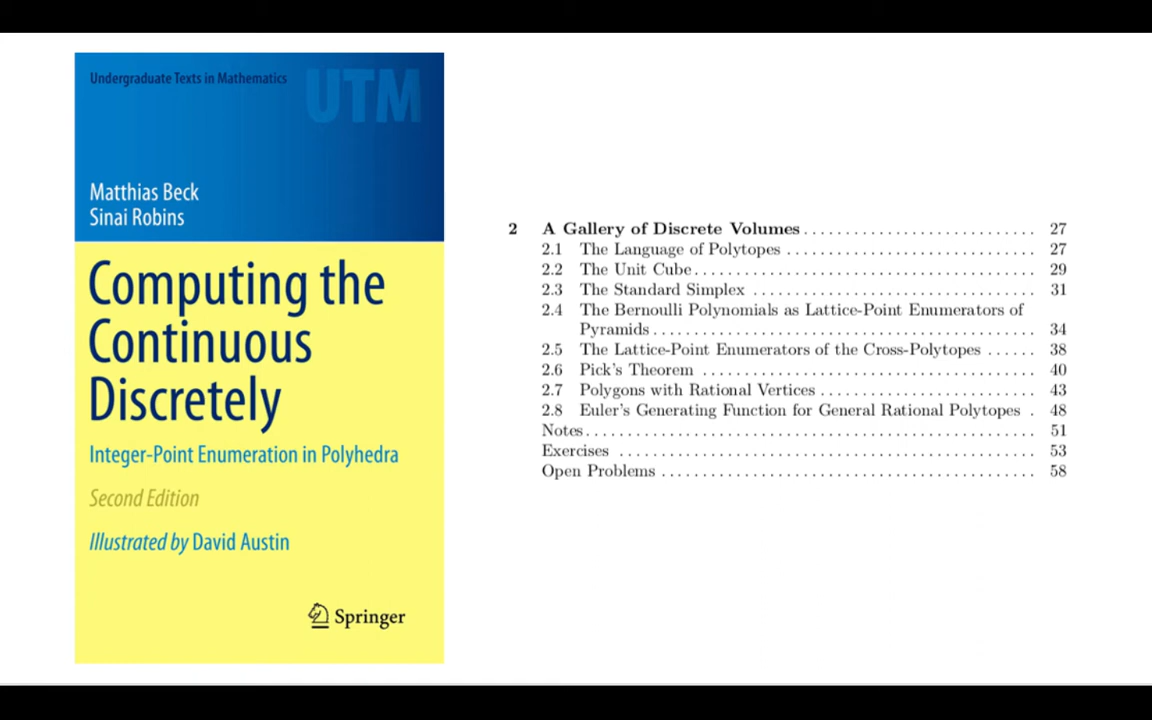 Undergraduate Texts in Mathematics
UTM
Matthias Beck
Sinai Robins
Computing the
Continuous
Discretely
Integer-Point Enumeration in Polyhedra
Second Edition
Illustrated by David Austin
Springer
2 A Gallery of Discrete Volumes............................ 27
2.1 The Language of Polytopes.............................. 27
2.2 The Unit Cube......................................... 29
2.3 The Standard Simplex.................................. 31
2.4 The Bernoulli Polynomials as Lattice-Point Enumerators of
Pyramids.............................................. 34
2.5 The Lattice-Point Enumerators of the Cross-Polytopes...... 38
2.6 Pick's Theorem........................................ 40
2.7 Polygons with Rational Vertices.......................... 43
2.8 Euler's Generating Function for General Rational Polytopes . 48
Notes..................................................... 51
Exercises.................................................. 53
Open Problems............................................. 58